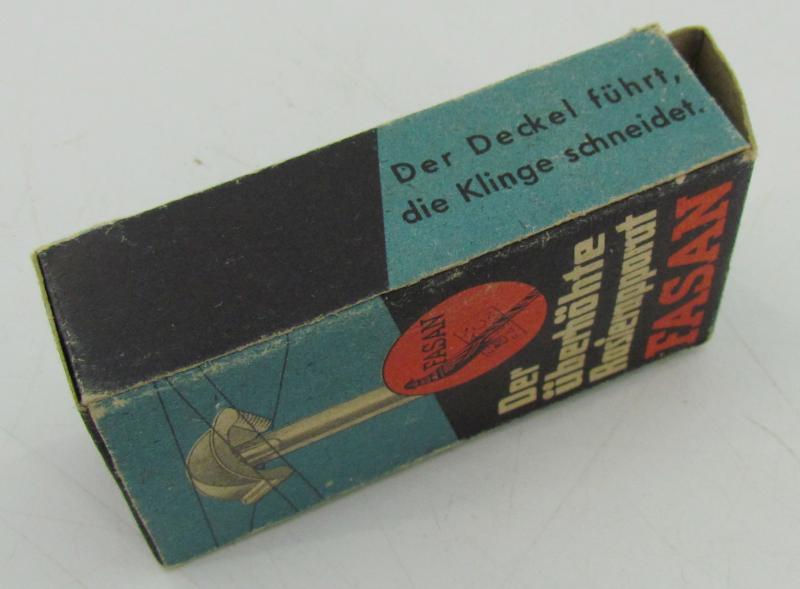 Der Deckel führt,
die Klinge schneidet.
FASAN
Der
überhöhte
Rasierapparat
FASAN